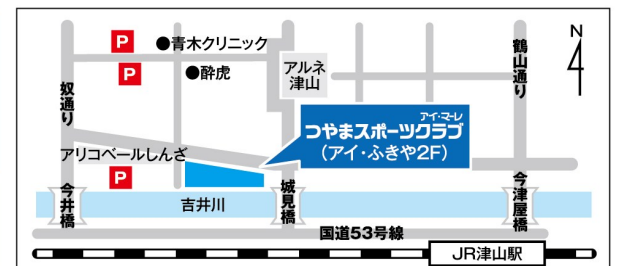 N
P
●青木クリニック
鶴山通り
P
●酔虎
アルネ
津山
奴通り
アイ・マーレ
つやまスポーツクラブ
(アイ・ふきや2F)
アリコベールしんざ
P
今井橋
吉井川
城見橋
今津屋橋
国道53号線
JR津山駅